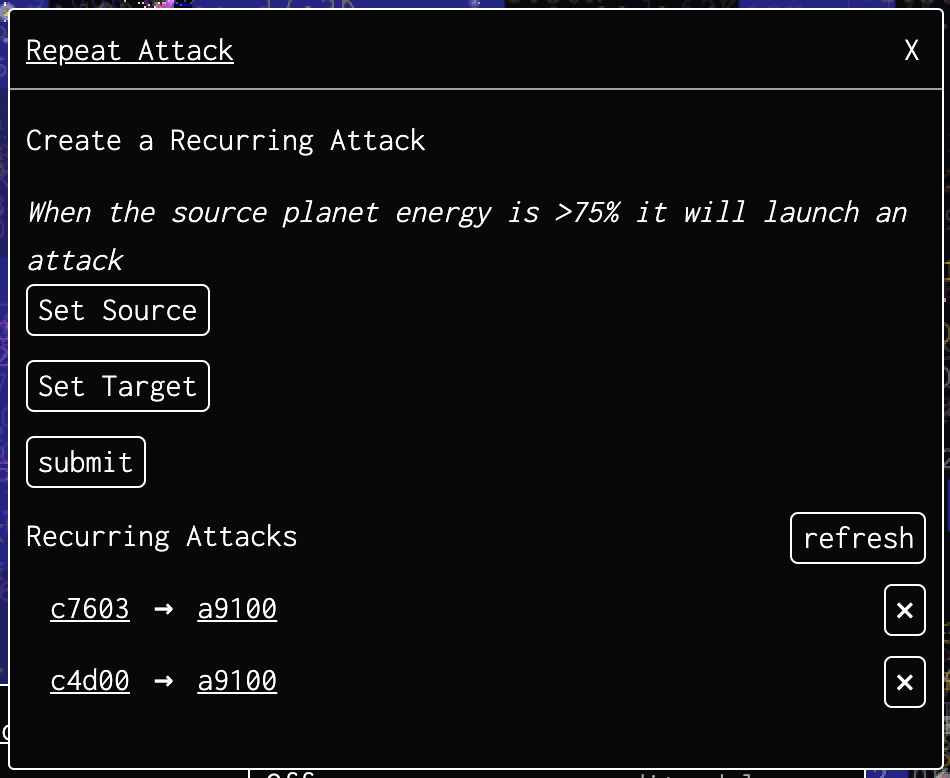 Repeat Attack X
Create a Recurring Attack
When the source planet energy is >75% it will launch an
attack
Set Source
Set Target
submit
Recurring Attacks refresh
c7603 → a9100 ×
c4d00 → a9100 ×